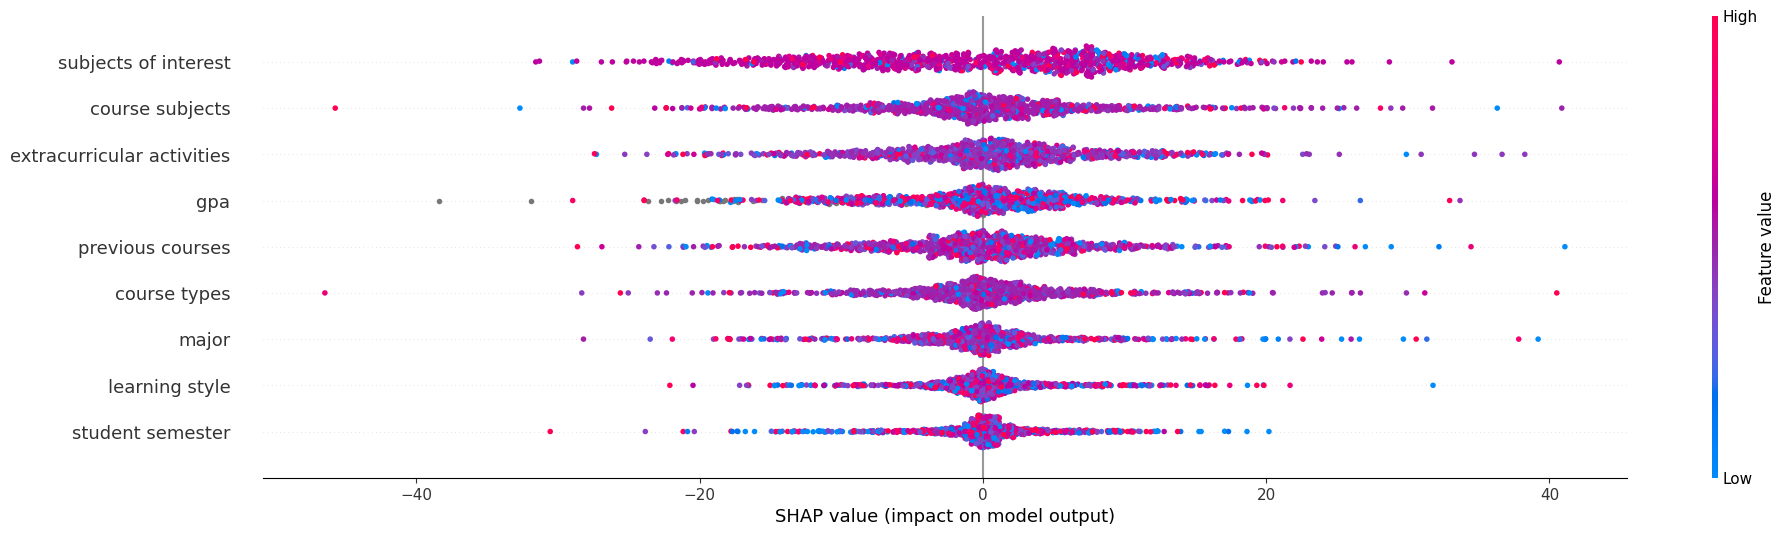 High
subjects of interest
course subjects
extracurricular activities
gpa
previous courses
course types
major
learning style
student semester
Feature value
Low
−40 −20 0 20 40
SHAP value (impact on model output)